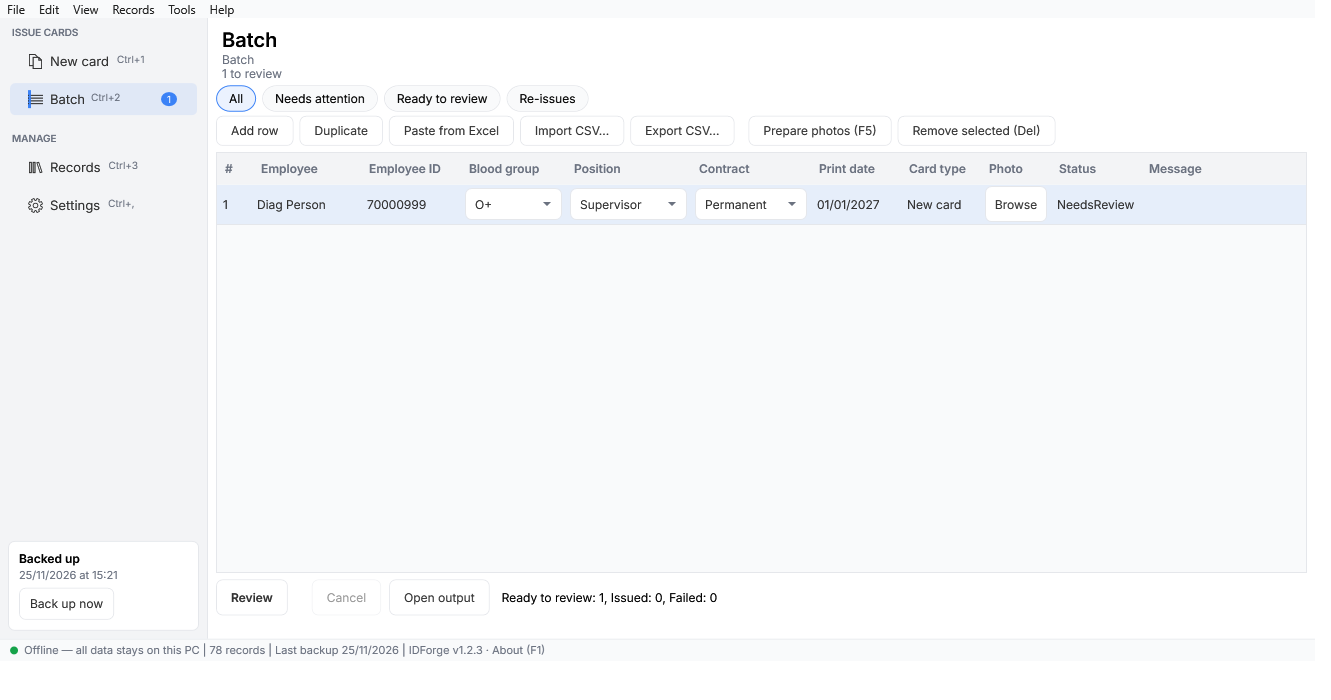 File Edit View Records Tools Help
ISSUE CARDS
New card Ctrl+1
Batch Ctrl+2 1
MANAGE
Records Ctrl+3
Settings Ctrl+,
Backed up
25/11/2026 at 15:21
Back up now
Batch
Batch
1 to review
All Needs attention Ready to review Re-issues
Add row Duplicate Paste from Excel Import CSV... Export CSV... Prepare photos (F5) Remove selected (Del)
# Employee Employee ID Blood group Position Contract Print date Card type Photo Status Message
1 Diag Person 70000999 O+ Supervisor Permanent 01/01/2027 New card Browse NeedsReview
Review Cancel Open output Ready to review: 1, Issued: 0, Failed: 0
Offline — all data stays on this PC | 78 records | Last backup 25/11/2026 | IDForge v1.2.3 · About (F1)